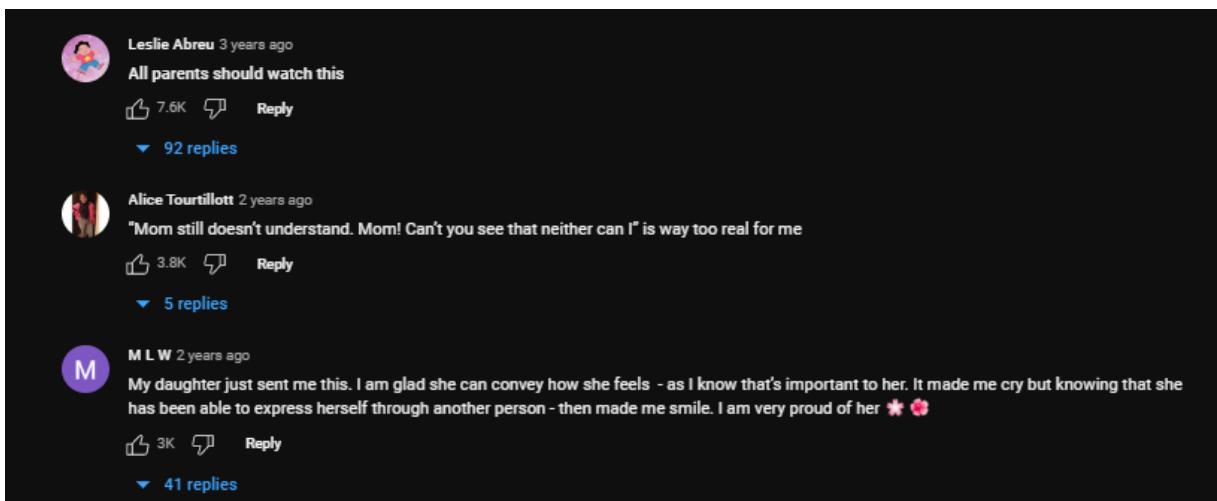 Leslie Abreu 3 years ago
All parents should watch this
7.6K Reply
92 replies
Alice Tourtillott 2 years ago
"Mom still doesn't understand. Mom! Can't you see that neither can I" is way too real for me
3.8K Reply
5 replies
M
M L W 2 years ago
My daughter just sent me this. I am glad she can convey how she feels - as I know that's important to her. It made me cry but knowing that she
has been able to express herself through another person - then made me smile. I am very proud of her 🌸 🌺
3K Reply
41 replies